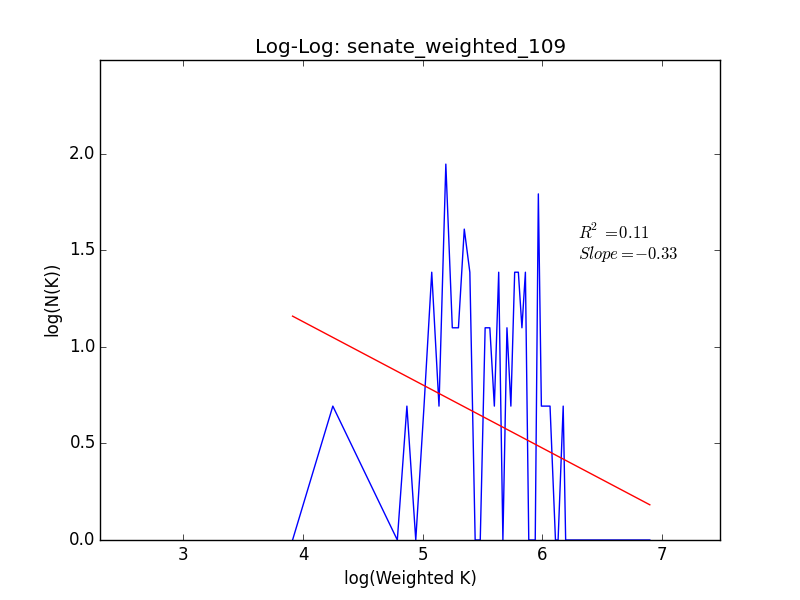 Log-Log: senate_weighted_109
log(N(K))
2.0
1.5
1.0
0.5
0.0
R² =0.11
Slope=−0.33
3 4 5 6 7
log(Weighted K)